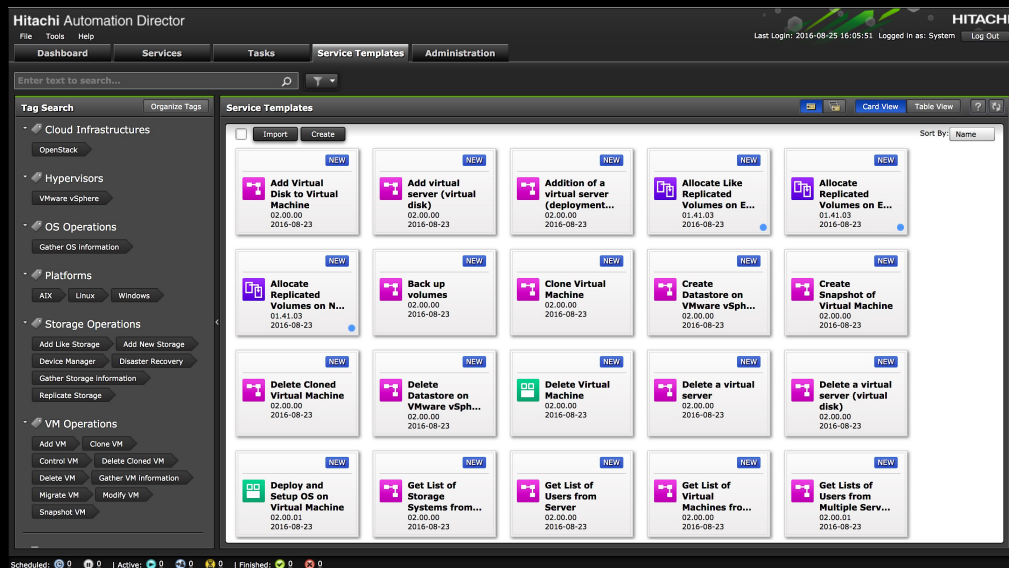 Hitachi Automation Director
HITACHI
File Tools Help
Last Login: 2016-08-25 16:05:51 Logged in as: System Log Out
Dashboard Services Tasks Service Templates Administration
Enter text to search...
Tag Search Organize Tags
Cloud Infrastructures
OpenStack
Hypervisors
VMware vSphere
OS Operations
Gather OS information
Platforms
AIX Linux Windows
Storage Operations
Add Like Storage Add New Storage
Device Manager Disaster Recovery
Gather Storage information
Replicate Storage
VM Operations
Add VM Clone VM
Control VM Delete Cloned VM
Delete VM Gather VM information
Migrate VM Modify VM
Snapshot VM
Service Templates
Card View Table View ?
Import Create
Sort By: Name
NEW
Add Virtual
Disk to Virtual
Machine
02.00.00
2016-08-23
NEW
Add virtual
server (virtual
disk)
02.00.00
2016-08-23
NEW
Addition of a
virtual server
(deployment...
02.00.00
2016-08-23
NEW
Allocate Like
Replicated
Volumes on E...
01.41.03
2016-08-23
NEW
Allocate
Replicated
Volumes on E...
01.41.03
2016-08-23
NEW
Allocate
Replicated
Volumes on N...
01.41.03
2016-08-23
NEW
Back up
volumes
02.00.00
2016-08-23
NEW
Clone Virtual
Machine
02.00.00
2016-08-23
NEW
Create
Datastore on
VMware vSph...
02.00.00
2016-08-23
NEW
Create
Snapshot of
Virtual Machine
02.00.00
2016-08-23
NEW
Delete Cloned
Virtual Machine
02.00.00
2016-08-23
NEW
Delete
Datastore on
VMware vSph...
02.00.00
2016-08-23
NEW
Delete Virtual
Machine
02.00.00
2016-08-23
NEW
Delete a virtual
server
02.00.00
2016-08-23
NEW
Delete a virtual
server (virtual
disk)
02.00.00
2016-08-23
NEW
Deploy and
Setup OS on
Virtual Machine
02.00.01
2016-08-23
NEW
Get List of
Storage
Systems from...
02.00.00
2016-08-23
NEW
Get List of
Users from
Server
02.00.00
2016-08-23
NEW
Get List of
Virtual
Machines fro...
02.00.00
2016-08-23
NEW
Get Lists of
Users from
Multiple Serv...
02.00.01
2016-08-23
Scheduled: 0 0 | Active: 0 0 0 | Finished: 0 0